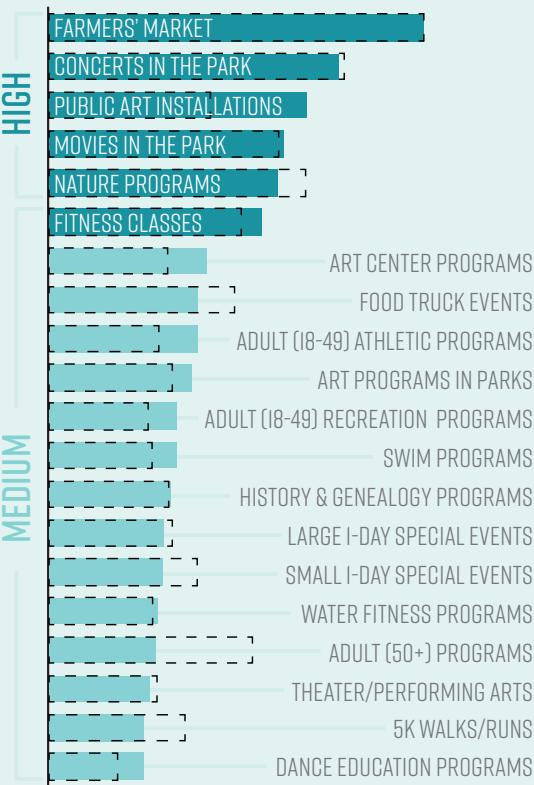 HIGH
FARMERS' MARKET
CONCERTS IN THE PARK
PUBLIC ART INSTALLATIONS
MOVIES IN THE PARK
NATURE PROGRAMS
MEDIUM
FITNESS CLASSES
ART CENTER PROGRAMS
FOOD TRUCK EVENTS
ADULT (18-49) ATHLETIC PROGRAMS
ART PROGRAMS IN PARKS
ADULT (18-49) RECREATION PROGRAMS
SWIM PROGRAMS
HISTORY & GENEALOGY PROGRAMS
LARGE 1-DAY SPECIAL EVENTS
SMALL 1-DAY SPECIAL EVENTS
WATER FITNESS PROGRAMS
ADULT (50+) PROGRAMS
THEATER/PERFORMING ARTS
5K WALKS/RUNS
DANCE EDUCATION PROGRAMS